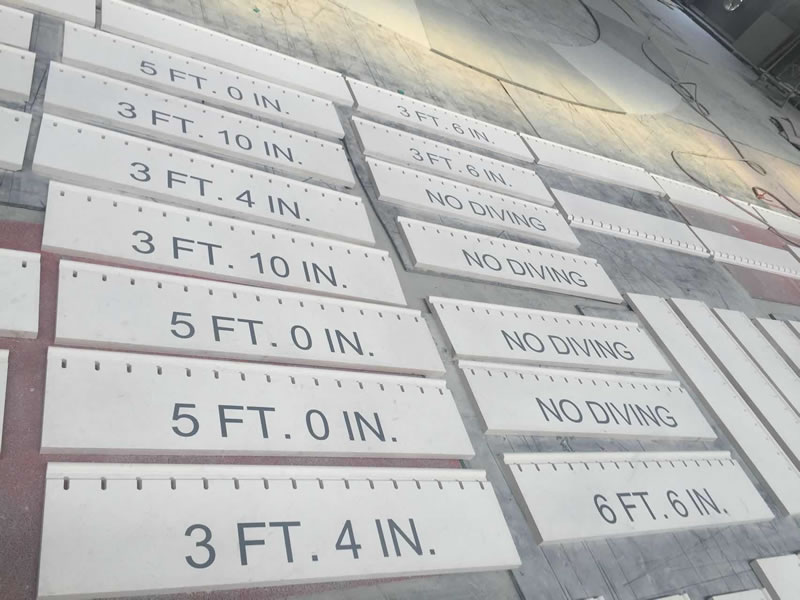 5 FT. 0 IN.
3 FT. 10 IN.
3 FT. 4 IN.
3 FT. 10 IN.
5 FT. 0 IN.
5 FT. 0 IN.
3 FT. 4 IN.
3 FT. 6 IN.
3 FT. 6 IN.
NO DIVING
NO DIVING
NO DIVING
NO DIVING
6 FT. 6 IN.